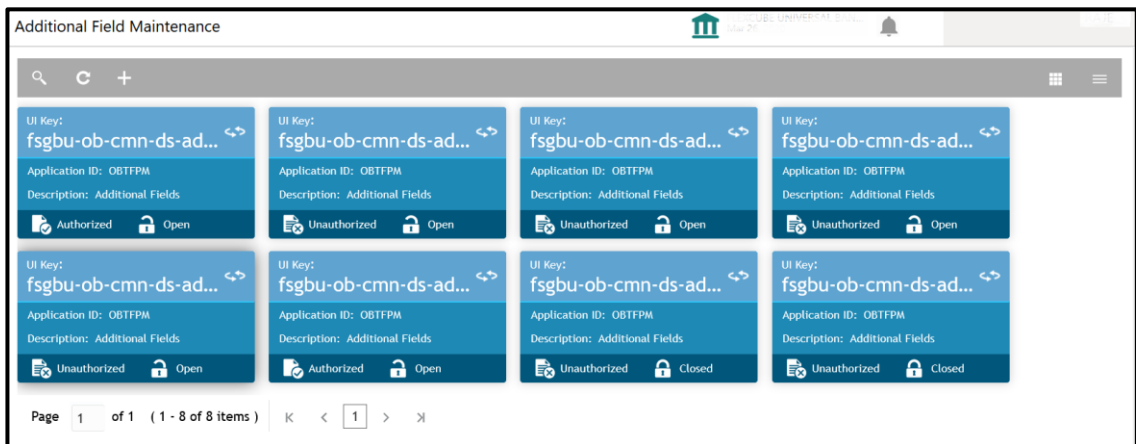 Additional Field Maintenance
UI Key: UI Key: UI Key: UI Key:
fsgbu-ob-cmn-ds-ad... fsgbu-ob-cmn-ds-ad... fsgbu-ob-cmn-ds-ad... fsgbu-ob-cmn-ds-ad...
Application ID: OBTFPM Application ID: OBTFPM Application ID: OBTFPM Application ID: OBTFPM
Description: Additional Fields Description: Additional Fields Description: Additional Fields Description: Additional Fields
Authorized Open Unauthorized Open Unauthorized Open Unauthorized Open
UI Key: UI Key: UI Key: UI Key:
fsgbu-ob-cmn-ds-ad... fsgbu-ob-cmn-ds-ad... fsgbu-ob-cmn-ds-ad... fsgbu-ob-cmn-ds-ad...
Application ID: OBTFPM Application ID: OBTFPM Application ID: OBTFPM Application ID: OBTFPM
Description: Additional Fields Description: Additional Fields Description: Additional Fields Description: Additional Fields
Unauthorized Open Authorized Open Unauthorized Closed Unauthorized Closed
Page 1 of 1 ( 1 - 8 of 8 items ) 1